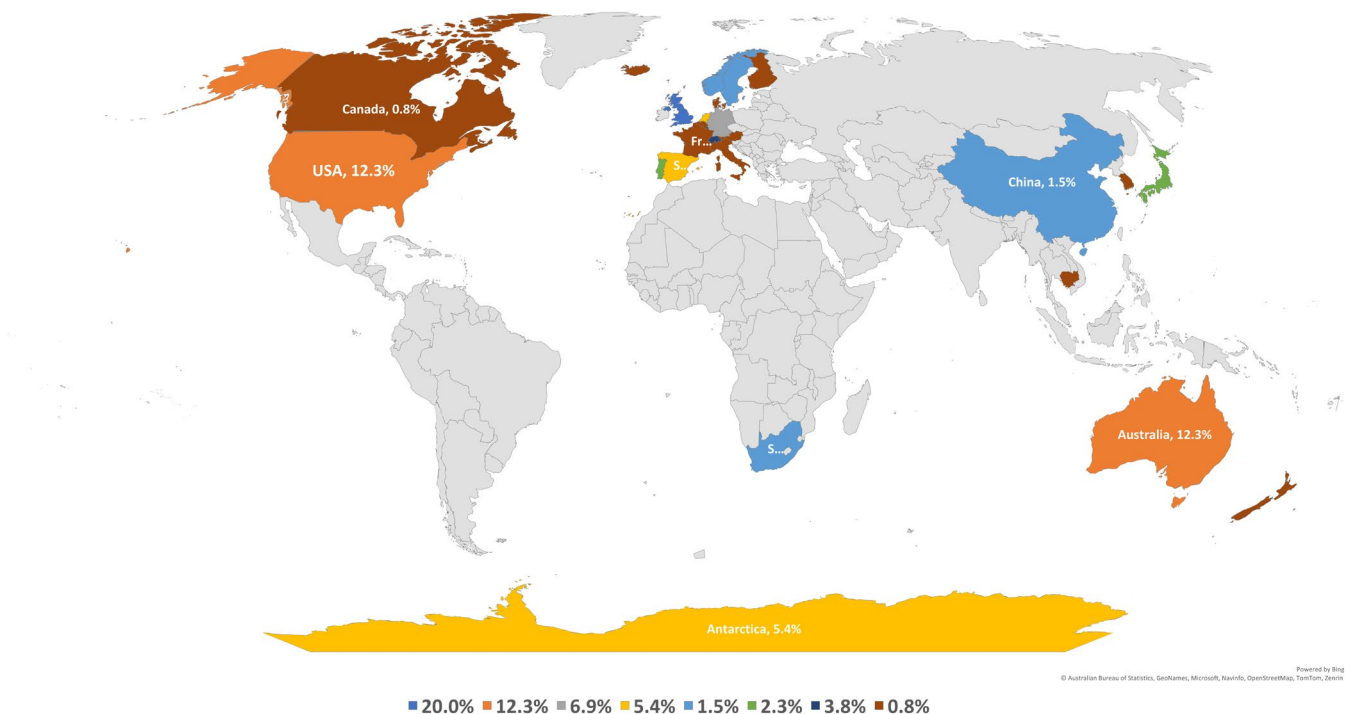 Canada, 0.8%
USA, 12.3%
Fr...
S...
China, 1.5%
S...
Australia, 12.3%
Antarctica, 5.4%
Powered by Bing
© Australian Bureau of Statistics, GeoNames, Microsoft, Navinfo, OpenStreetMap, TomTom, Zenrin
20.0% 12.3% 6.9% 5.4% 1.5% 2.3% 3.8% 0.8%